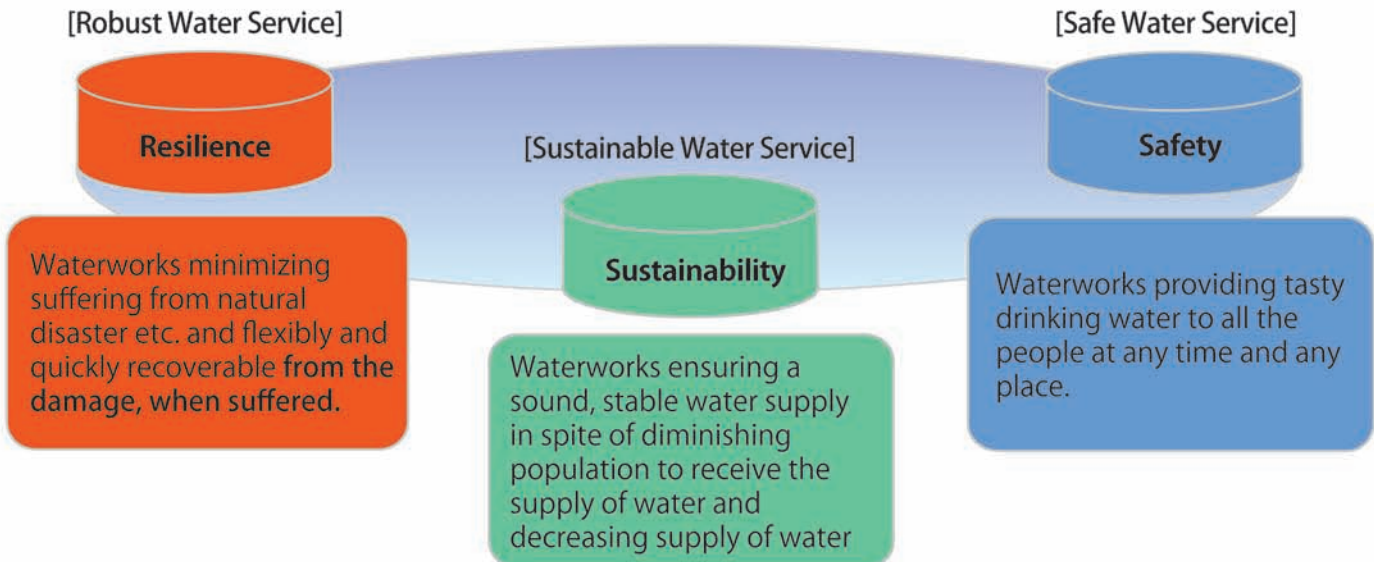 [Robust Water Service]
Resilience
Waterworks minimizing
suffering from natural
disaster etc. and flexibly and
quickly recoverable from the
damage, when suffered.
[Sustainable Water Service]
Sustainability
Waterworks ensuring a
sound, stable water supply
in spite of diminishing
population to receive the
supply of water and
decreasing supply of water
[Safe Water Service]
Safety
Waterworks providing tasty
drinking water to all the
people at any time and any
place.